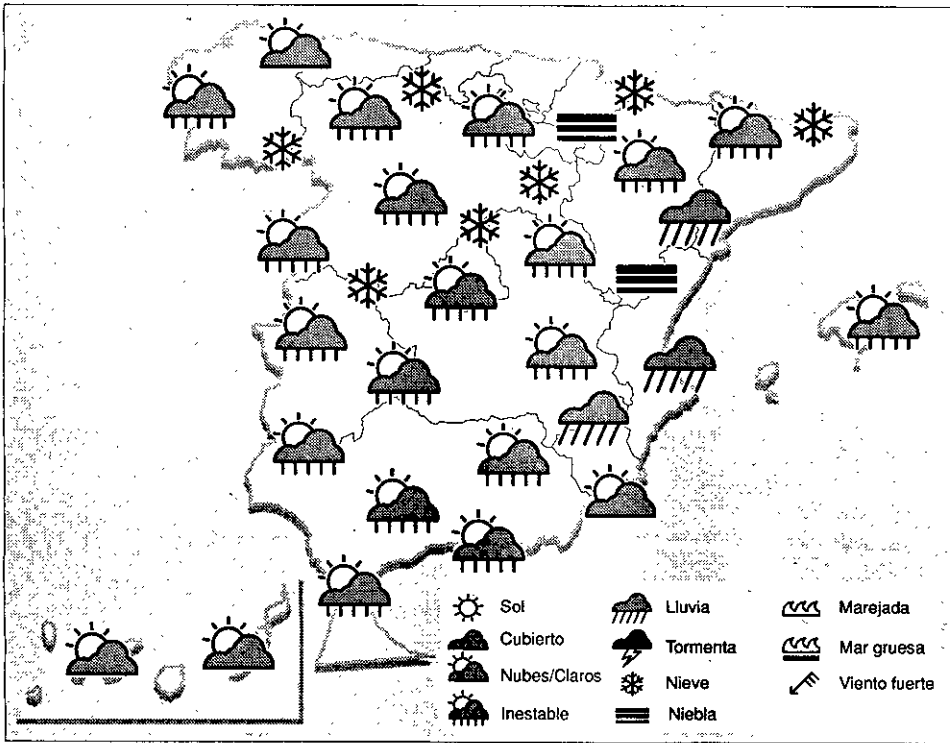 Sol
Cubierto
Nubes/Claros
Inestable
Lluvia
Tormenta
Nieve
Niebla
Marejada
Mar gruesa
Viento fuerte